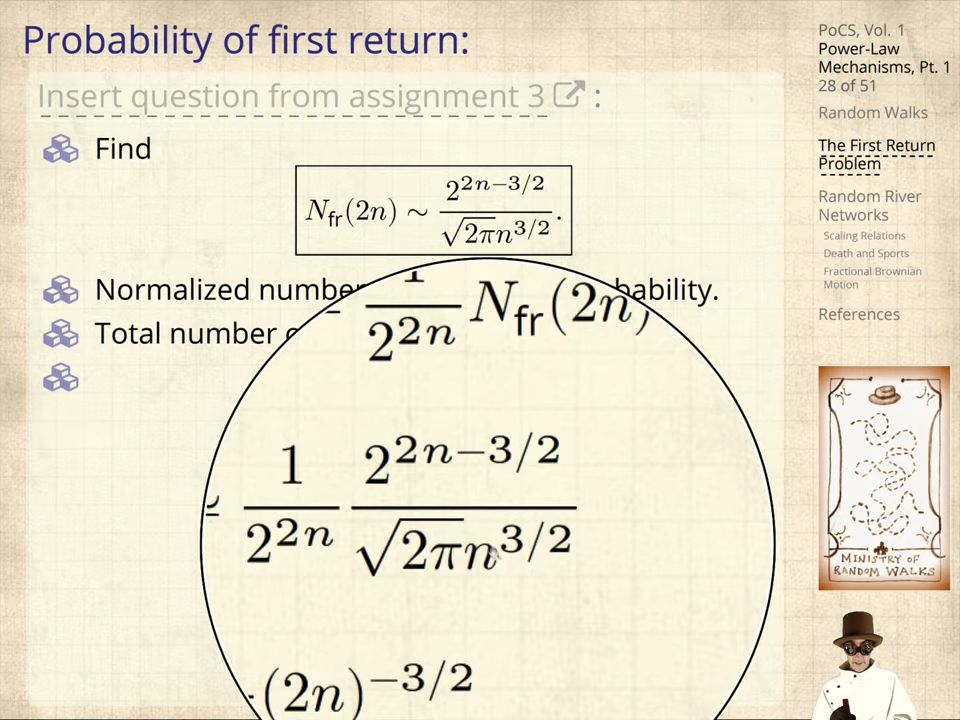 Probability of first return:
Insert question from assignment 3 :
Find
N_fr(2n) ∼ 2^{2n−3/2} / √2π n^{3/2}.
Normalized number bability.
Total number
1/2^{2n} N_fr(2n)
≃ 1/2^{2n} 2^{2n−3/2} / √2π n^{3/2}
(2n)^{−3/2}
PoCS, Vol. 1
Power-Law
Mechanisms, Pt. 1
28 of 51
Random Walks
The First Return
Problem
Random River
Networks
Scaling Relations
Death and Sports
Fractional Brownian
Motion
References
MINISTRY OF
RANDOM WALKS